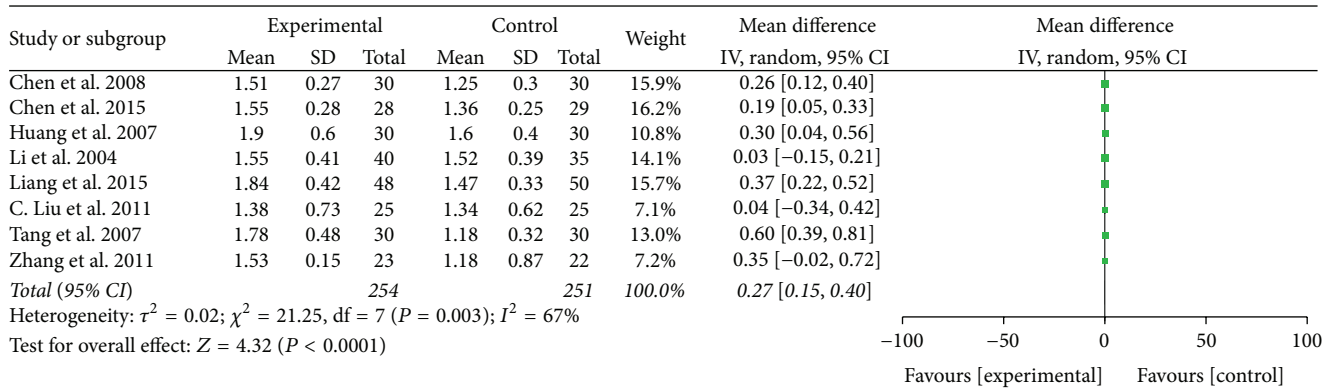 Study or subgroup Experimental Control Weight Mean difference Mean difference
Mean SD Total Mean SD Total IV, random, 95% CI IV, random, 95% CI
Chen et al. 2008 1.51 0.27 30 1.25 0.3 30 15.9% 0.26 [0.12, 0.40]
Chen et al. 2015 1.55 0.28 28 1.36 0.25 29 16.2% 0.19 [0.05, 0.33]
Huang et al. 2007 1.9 0.6 30 1.6 0.4 30 10.8% 0.30 [0.04, 0.56]
Li et al. 2004 1.55 0.41 40 1.52 0.39 35 14.1% 0.03 [−0.15, 0.21]
Liang et al. 2015 1.84 0.42 48 1.47 0.33 50 15.7% 0.37 [0.22, 0.52]
C. Liu et al. 2011 1.38 0.73 25 1.34 0.62 25 7.1% 0.04 [−0.34, 0.42]
Tang et al. 2007 1.78 0.48 30 1.18 0.32 30 13.0% 0.60 [0.39, 0.81]
Zhang et al. 2011 1.53 0.15 23 1.18 0.87 22 7.2% 0.35 [−0.02, 0.72]
Total (95% CI) 254 251 100.0% 0.27 [0.15, 0.40]
Heterogeneity: τ² = 0.02; χ² = 21.25, df = 7 (P = 0.003); I² = 67%
Test for overall effect: Z = 4.32 (P < 0.0001)
−100 −50 0 50 100
Favours [experimental] Favours [control]